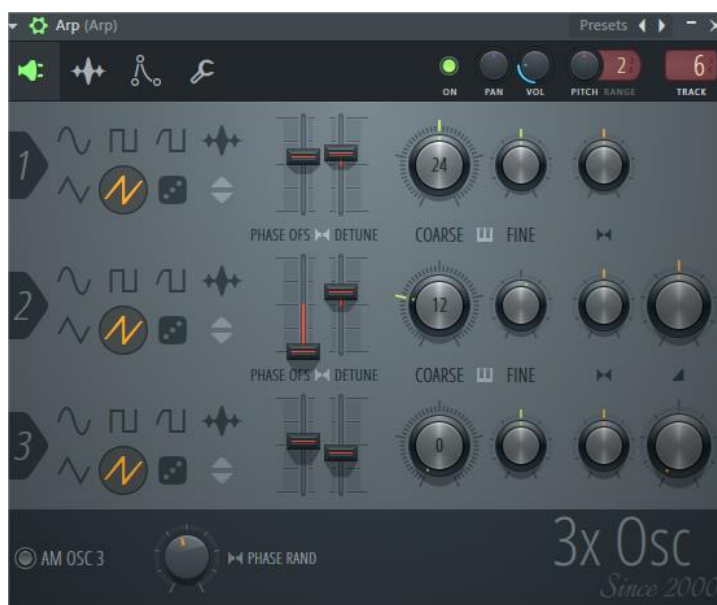 Arp (Arp)
Presets
2
6
ON
PAN
VOL
PITCH RANGE
TRACK
1
24
PHASE OFS DETUNE
COARSE
FINE
2
12
PHASE OFS DETUNE
COARSE
FINE
3
0
AM OSC 3
PHASE RAND
3x Osc
Since 2000